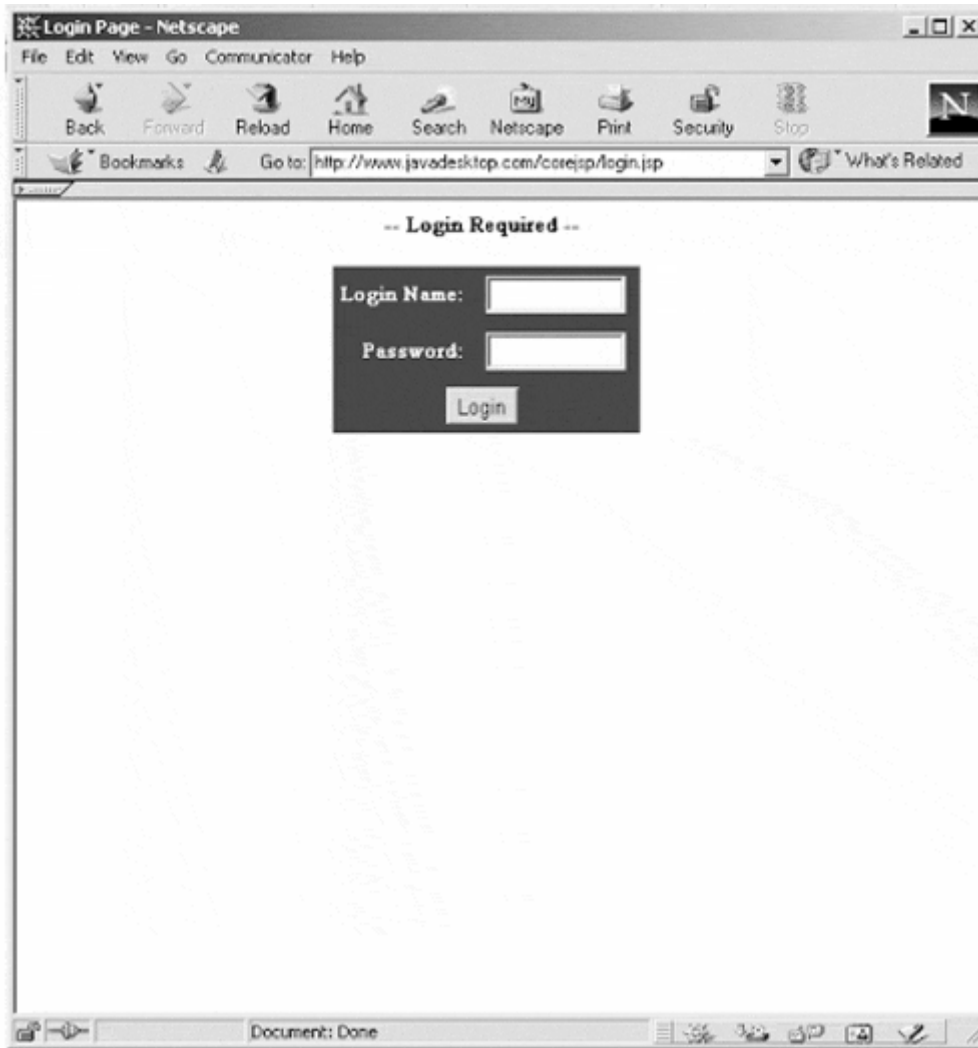 Login Page - Netscape
File Edit View Go Communicator Help
Back Forward Reload Home Search Netscape Print Security Stop
N
Bookmarks Go to: http://www.javadesktop.com/corejsp/login.jsp What's Related
-- Login Required --
Login Name:
Password:
Login
Document: Done